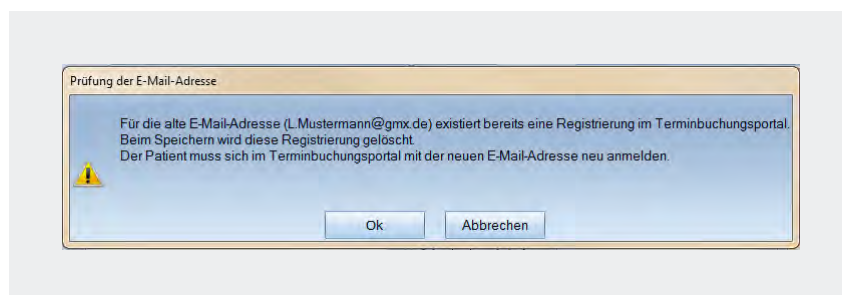 Prüfung der E-Mail-Adresse
Für die alte E-Mail-Adresse (L.Mustermann@gmx.de) existiert bereits eine Registrierung im Terminbuchungsportal.
Beim Speichern wird diese Registrierung gelöscht.
Der Patient muss sich im Terminbuchungsportal mit der neuen E-Mail-Adresse neu anmelden.
Ok Abbrechen